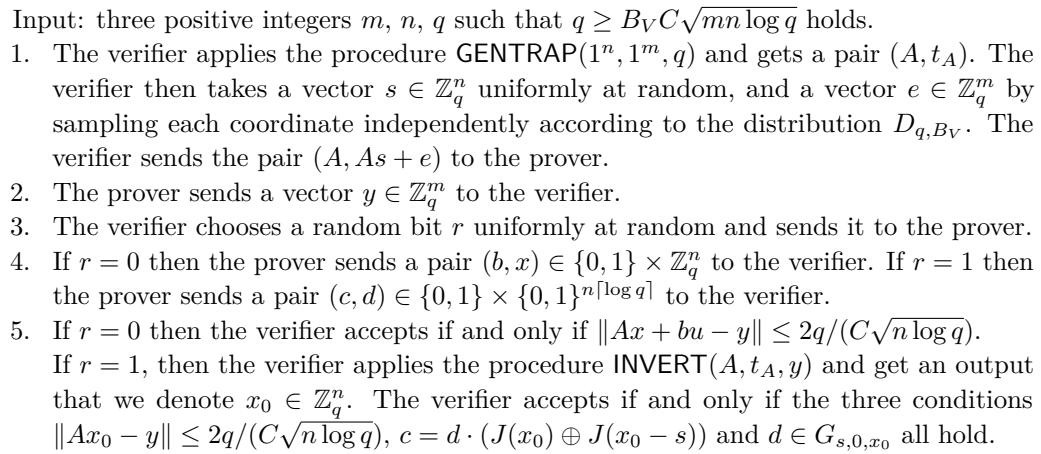 Input: three positive integers m, n, q such that q ≥ B_V C√(mn log q) holds.
1. The verifier applies the procedure GENTRAP(1^n, 1^m, q) and gets a pair (A, t_A). The
verifier then takes a vector s ∈ ℤ_q^n uniformly at random, and a vector e ∈ ℤ_q^m by
sampling each coordinate independently according to the distribution D_{q,B_V}. The
verifier sends the pair (A, As + e) to the prover.
2. The prover sends a vector y ∈ ℤ_q^m to the verifier.
3. The verifier chooses a random bit r uniformly at random and sends it to the prover.
4. If r = 0 then the prover sends a pair (b, x) ∈ {0, 1} × ℤ_q^n to the verifier. If r = 1 then
the prover sends a pair (c, d) ∈ {0, 1} × {0, 1}^{n⌈log q⌉} to the verifier.
5. If r = 0 then the verifier accepts if and only if ‖Ax + bu − y‖ ≤ 2q/(C√(n log q)).
If r = 1, then the verifier applies the procedure INVERT(A, t_A, y) and get an output
that we denote x_0 ∈ ℤ_q^n. The verifier accepts if and only if the three conditions
‖Ax_0 − y‖ ≤ 2q/(C√(n log q)), c = d · (J(x_0) ⊕ J(x_0 − s)) and d ∈ G_{s,0,x_0} all hold.